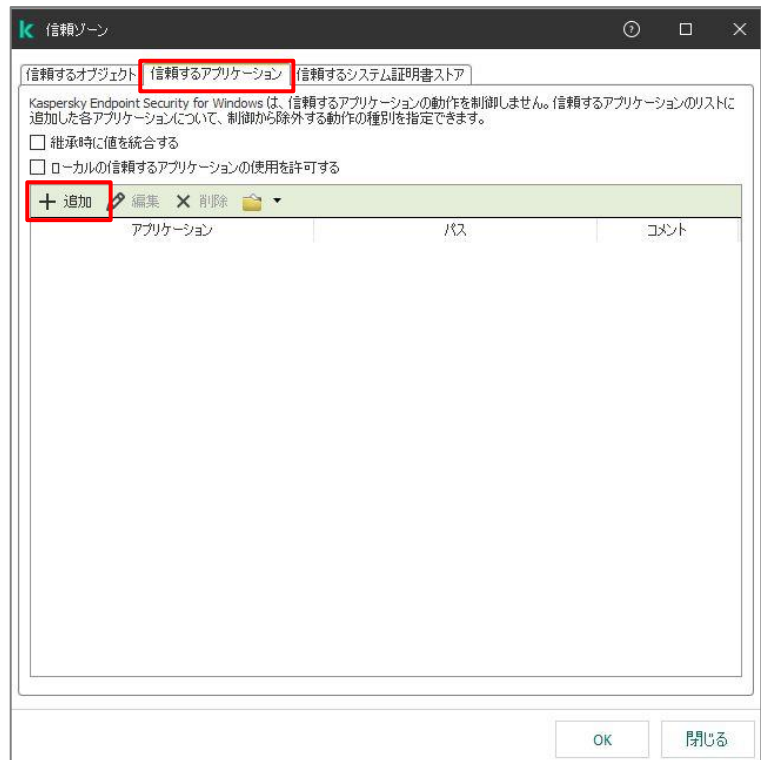 信頼ゾーン
信頼するオブジェクト 信頼するアプリケーション 信頼するシステム証明書ストア
Kaspersky Endpoint Security for Windows は、信頼するアプリケーションの動作を制御しません。信頼するアプリケーションのリストに
追加した各アプリケーションについて、制御から除外する動作の種別を指定できます。
継承時に値を統合する
ローカルの信頼するアプリケーションの使用を許可する
追加 編集 削除
アプリケーション パス コメント
OK 閉じる